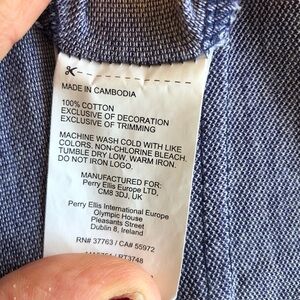 MADE IN CAMBODIA
100% COTTON
EXCLUSIVE OF DECORATION
EXCLUSIVE OF TRIMMING
MACHINE WASH COLD WITH LIKE
COLORS. NON-CHLORINE BLEACH.
TUMBLE DRY LOW. WARM IRON.
DO NOT IRON LOGO.
MANUFACTURED FOR:
Perry Ellis Europe LTD,
CM8 3DJ, UK
Perry Ellis International Europe
Olympic House
Pleasants Street
Dublin 8, Ireland
RN# 37763 / CA# 55972
/ RT3748